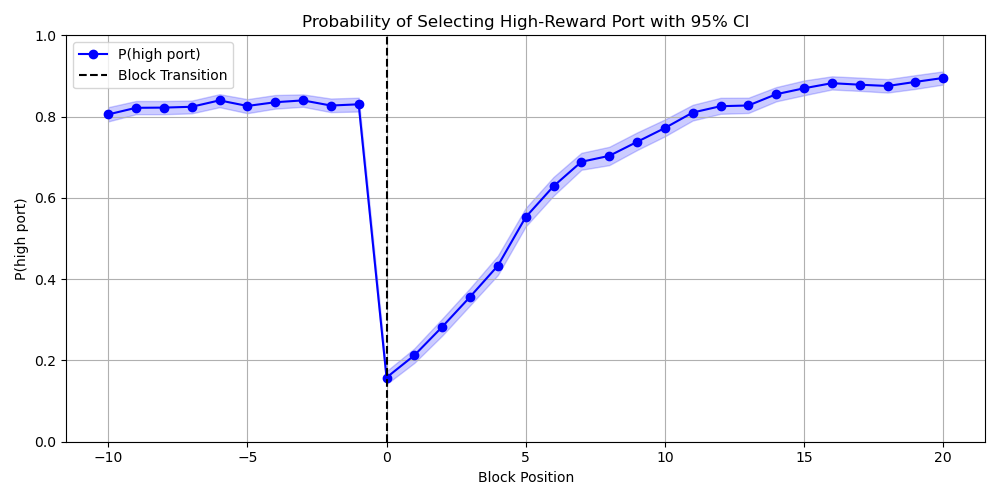 Probability of Selecting High-Reward Port with 95% CI
P(high port)
Block Transition
P(high port)
1.0
0.8
0.6
0.4
0.2
0.0
−10
−5
0
5
10
15
20
Block Position